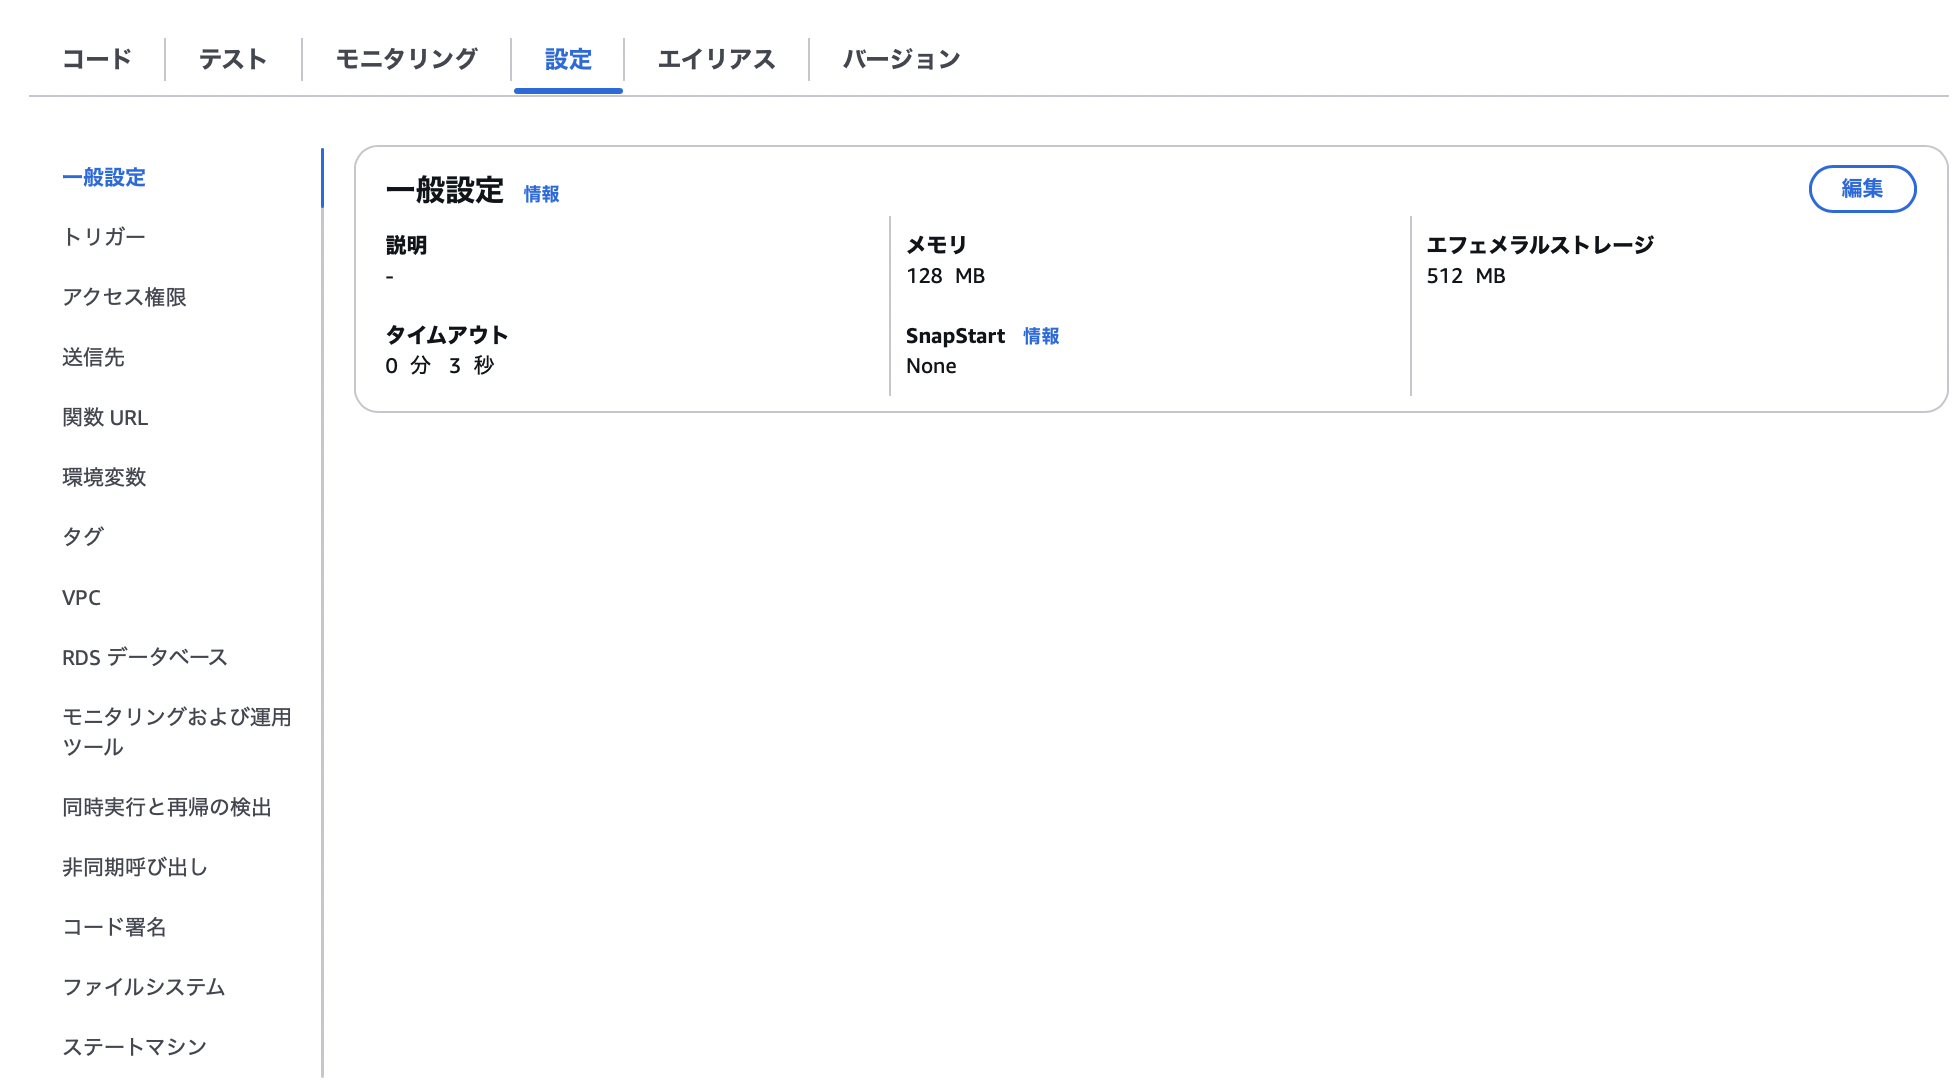 コード
テスト
モニタリング
設定
エイリアス
バージョン
一般設定
トリガー
アクセス権限
送信先
関数 URL
環境変数
タグ
VPC
RDS データベース
モニタリングおよび運用
ツール
同時実行と再帰の検出
非同期呼び出し
コード署名
ファイルシステム
ステートマシン
一般設定 情報
編集
説明
-
タイムアウト
0 分 3 秒
メモリ
128 MB
SnapStart 情報
None
エフェメラルストレージ
512 MB